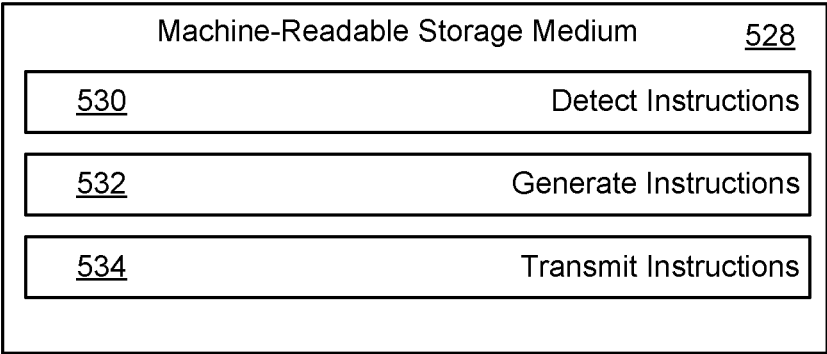 Machine-Readable Storage Medium 528
530 Detect Instructions
532 Generate Instructions
534 Transmit Instructions